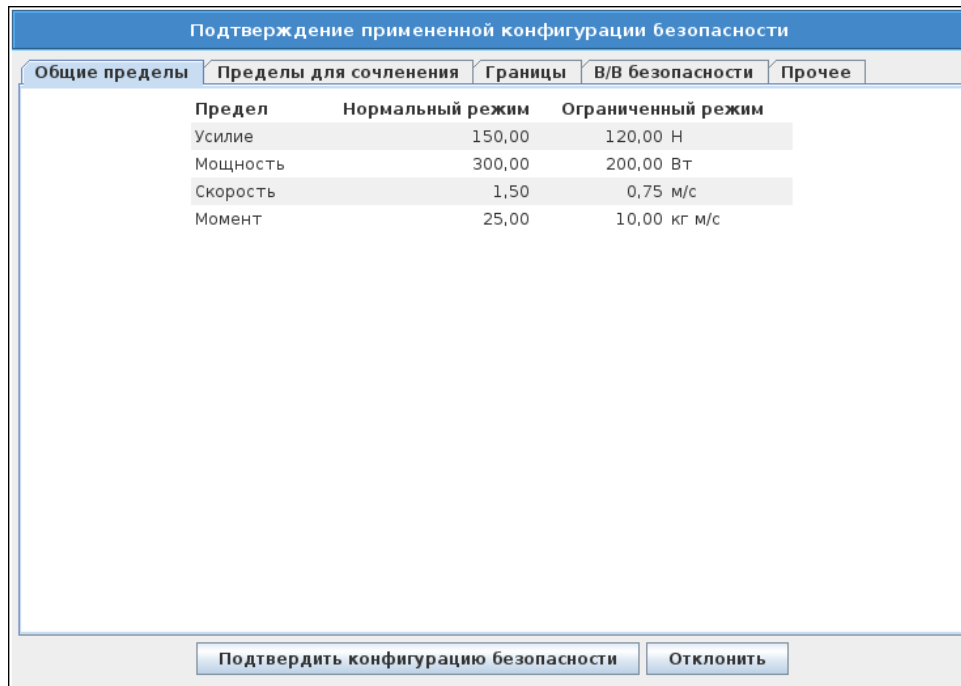 Подтверждение примененной конфигурации безопасности
Общие пределы Пределы для сочленения Границы В/В безопасности Прочее
Предел Нормальный режим Ограниченный режим
Усилие 150,00 120,00 Н
Мощность 300,00 200,00 Вт
Скорость 1,50 0,75 м/с
Момент 25,00 10,00 кг м/с
Подтвердить конфигурацию безопасности Отклонить